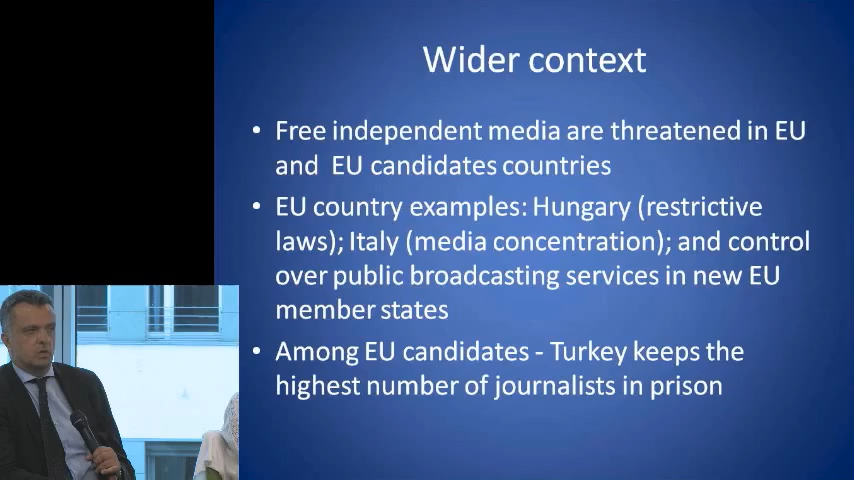 Wider context
• Free independent media are threatened in EU
and EU candidates countries
• EU country examples: Hungary (restrictive
laws); Italy (media concentration); and control
over public broadcasting services in new EU
member states
• Among EU candidates - Turkey keeps the
highest number of journalists in prison